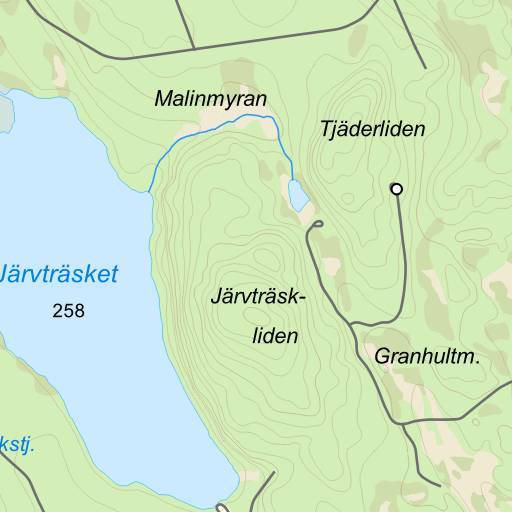 Malinmyran
Tjäderliden
Järvträsket
258
Järvträsk-
liden
Granhultm.
kstj.